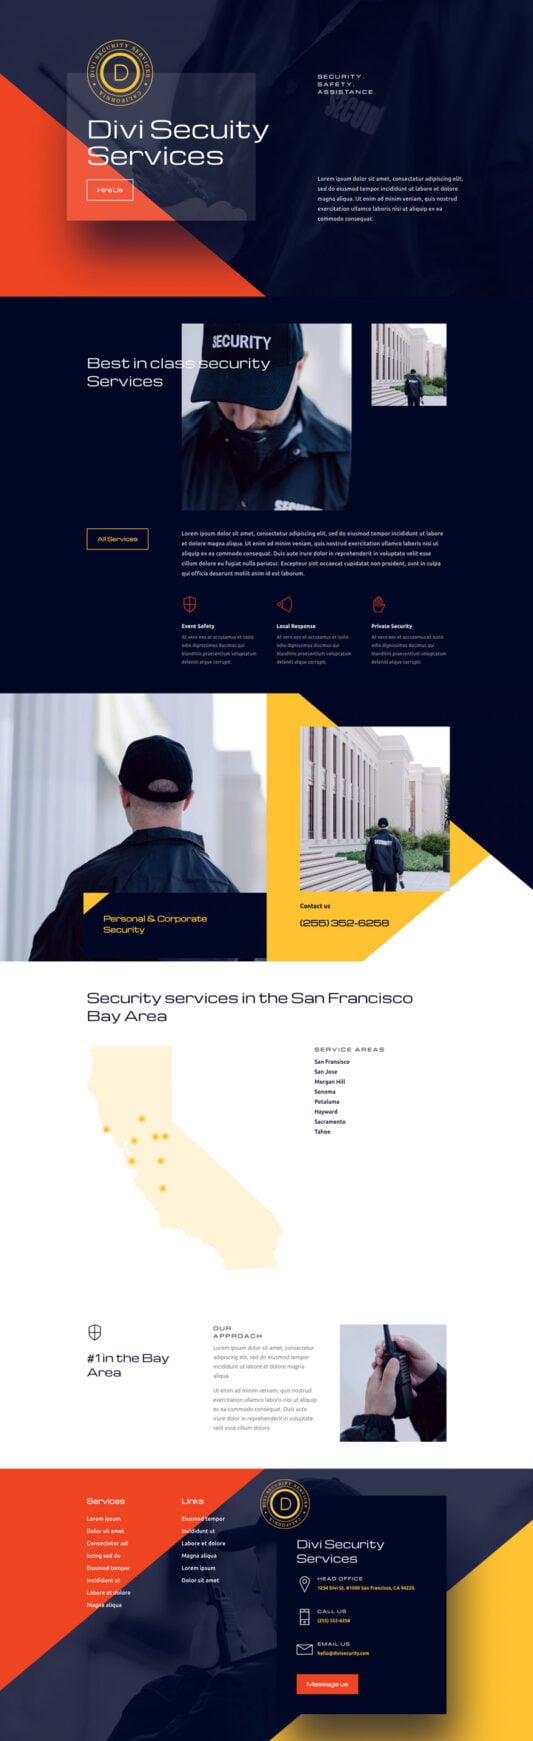 DIVI SECURITY SERVICES
CALIFORNIA
D
Divi Secuity
Services
Hire Us
SECURITY.
SAFETY.
ASSISTANCE.
Lorem ipsum dolor sit amet, consectetur adipiscing elit,
sed do eiusmod tempor incididunt ut labore et dolore
magna aliqua. Ut enim ad minim veniam, quis nostrud
exercitation ullamco laboris nisi ut aliquip ex ea
commodo consequat.
SECURITY
Best in class security
Services
All Services
Lorem ipsum dolor sit amet, consectetur adipiscing elit, sed do eiusmod tempor incididunt ut labore
et dolore magna aliqua. Ut enim ad minim veniam, quis nostrud exercitation ullamco laboris nisi ut
aliquip ex ea commodo consequat. Duis aute irure dolor in reprehenderit in voluptate velit esse
cillum dolore eu fugiat nulla pariatur. Excepteur sint occaecat cupidatat non proident, sunt in culpa
qui officia deserunt mollit anim id est laborum.
Event Safety
At vero eos et accusamus et iusto
odio dignissimos ducimus qui
blanditiis praesentium voluptatum
deleniti atque corrupti.
Local Response
At vero eos et accusamus et iusto
odio dignissimos ducimus qui
blanditiis praesentium voluptatum
deleniti atque corrupti.
Private Security
At vero eos et accusamus et iusto
odio dignissimos ducimus qui
blanditiis praesentium voluptatum
deleniti atque corrupti.
Personal & Corporate
Security
SECURITY
Contact us
(255) 352-6258
Security services in the San Francisco
Bay Area
SERVICE AREAS
San Fransisco
San Jose
Morgan Hill
Sonoma
Petaluma
Hayward
Sacramento
Tahoe
#1 in the Bay
Area
OUR
APPROACH
Lorem ipsum dolor sit amet, consectetur
adipiscing elit, sed do eiusmod tempor
incididunt ut labore et dolore magna
aliqua.
Ut enim ad minim veniam, quis nostrud
exercitation ullamco laboris nisi ut aliquip
ex ea commodo consequat. Duis aute
irure dolor in reprehenderit in voluptate
velit esse cillum dolore
Services
Lorem ipsum
Dolor sit amet
Consectetur adi
Iscing sed do
Eiusmod tempor
Incididunt ut
Labore et dolore
Magna aliqua
Links
Eiusmod tempor
Incididunt ut
Labore et dolore
Magna aliqua
Lorem ipsum
Dolor sit amet
DIVI SECURITY SERVICES
CALIFORNIA
D
Divi Security
Services
HEAD OFFICE
1234 Divi St. #1000 San Francisco, CA 94220.
CALL US
(255) 352-6258
EMAIL US
hello@divisecurity.com
Message us